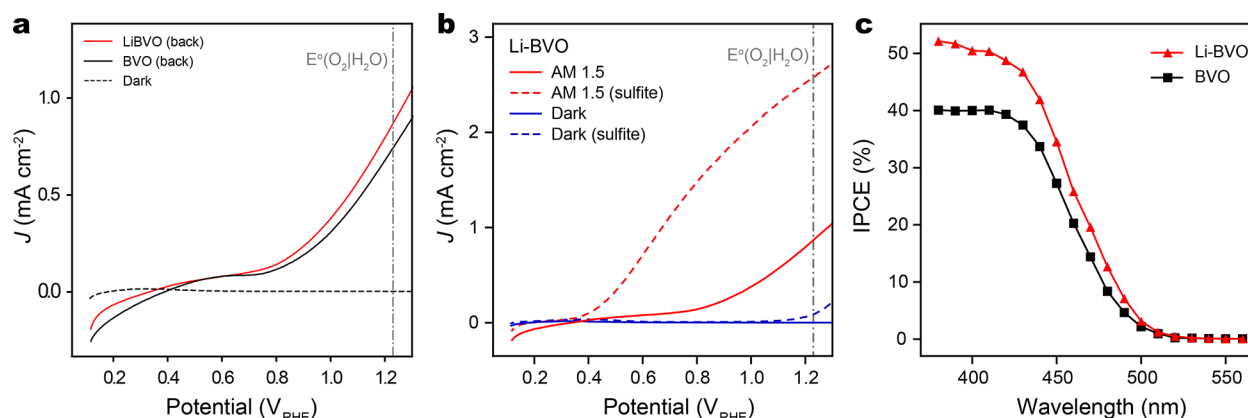 a
LiBVO (back)
BVO (back)
Dark
E°(O₂|H₂O)
1.0
0.5
0.0
J (mA cm⁻²)
0.2 0.4 0.6 0.8 1.0 1.2
Potential (V_RHE)
b
Li-BVO
AM 1.5
AM 1.5 (sulfite)
Dark
Dark (sulfite)
E°(O₂|H₂O)
3
2
1
0
J (mA cm⁻²)
0.2 0.4 0.6 0.8 1.0 1.2
Potential (V_RHE)
c
Li-BVO
BVO
50
40
30
20
10
0
IPCE (%)
400 450 500 550
Wavelength (nm)